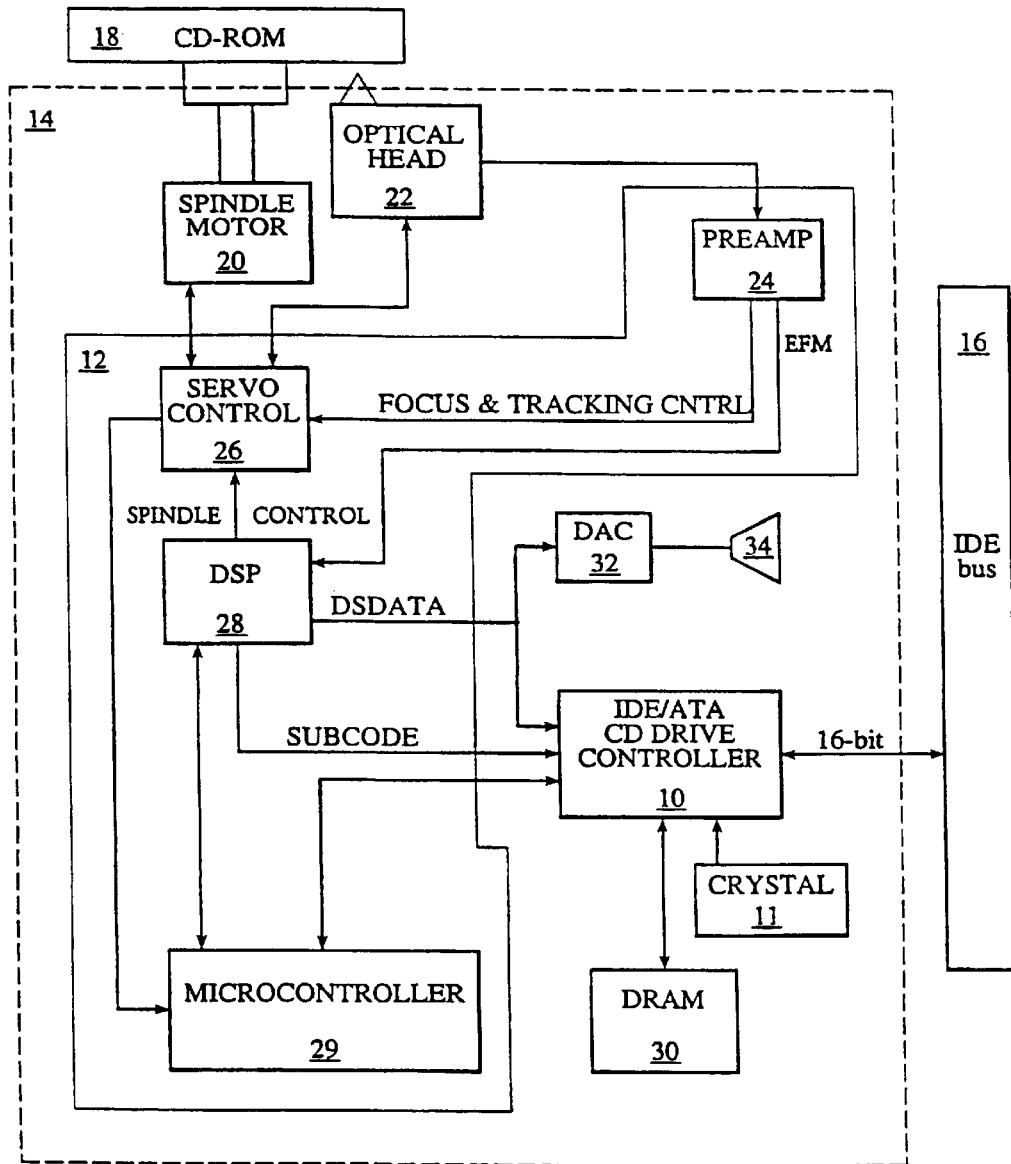 18 CD-ROM
14
OPTICAL
HEAD
22
SPINDLE
MOTOR
20
PREAMP
24
EFM
16
12
SERVO
CONTROL
26
FOCUS & TRACKING CNTRL
SPINDLE CONTROL
DSP
28
DAC
32
34
IDE
bus
DSDATA
IDE/ATA
CD DRIVE
CONTROLLER
10
SUBCODE
16-bit
CRYSTAL
11
MICROCONTROLLER
29
DRAM
30